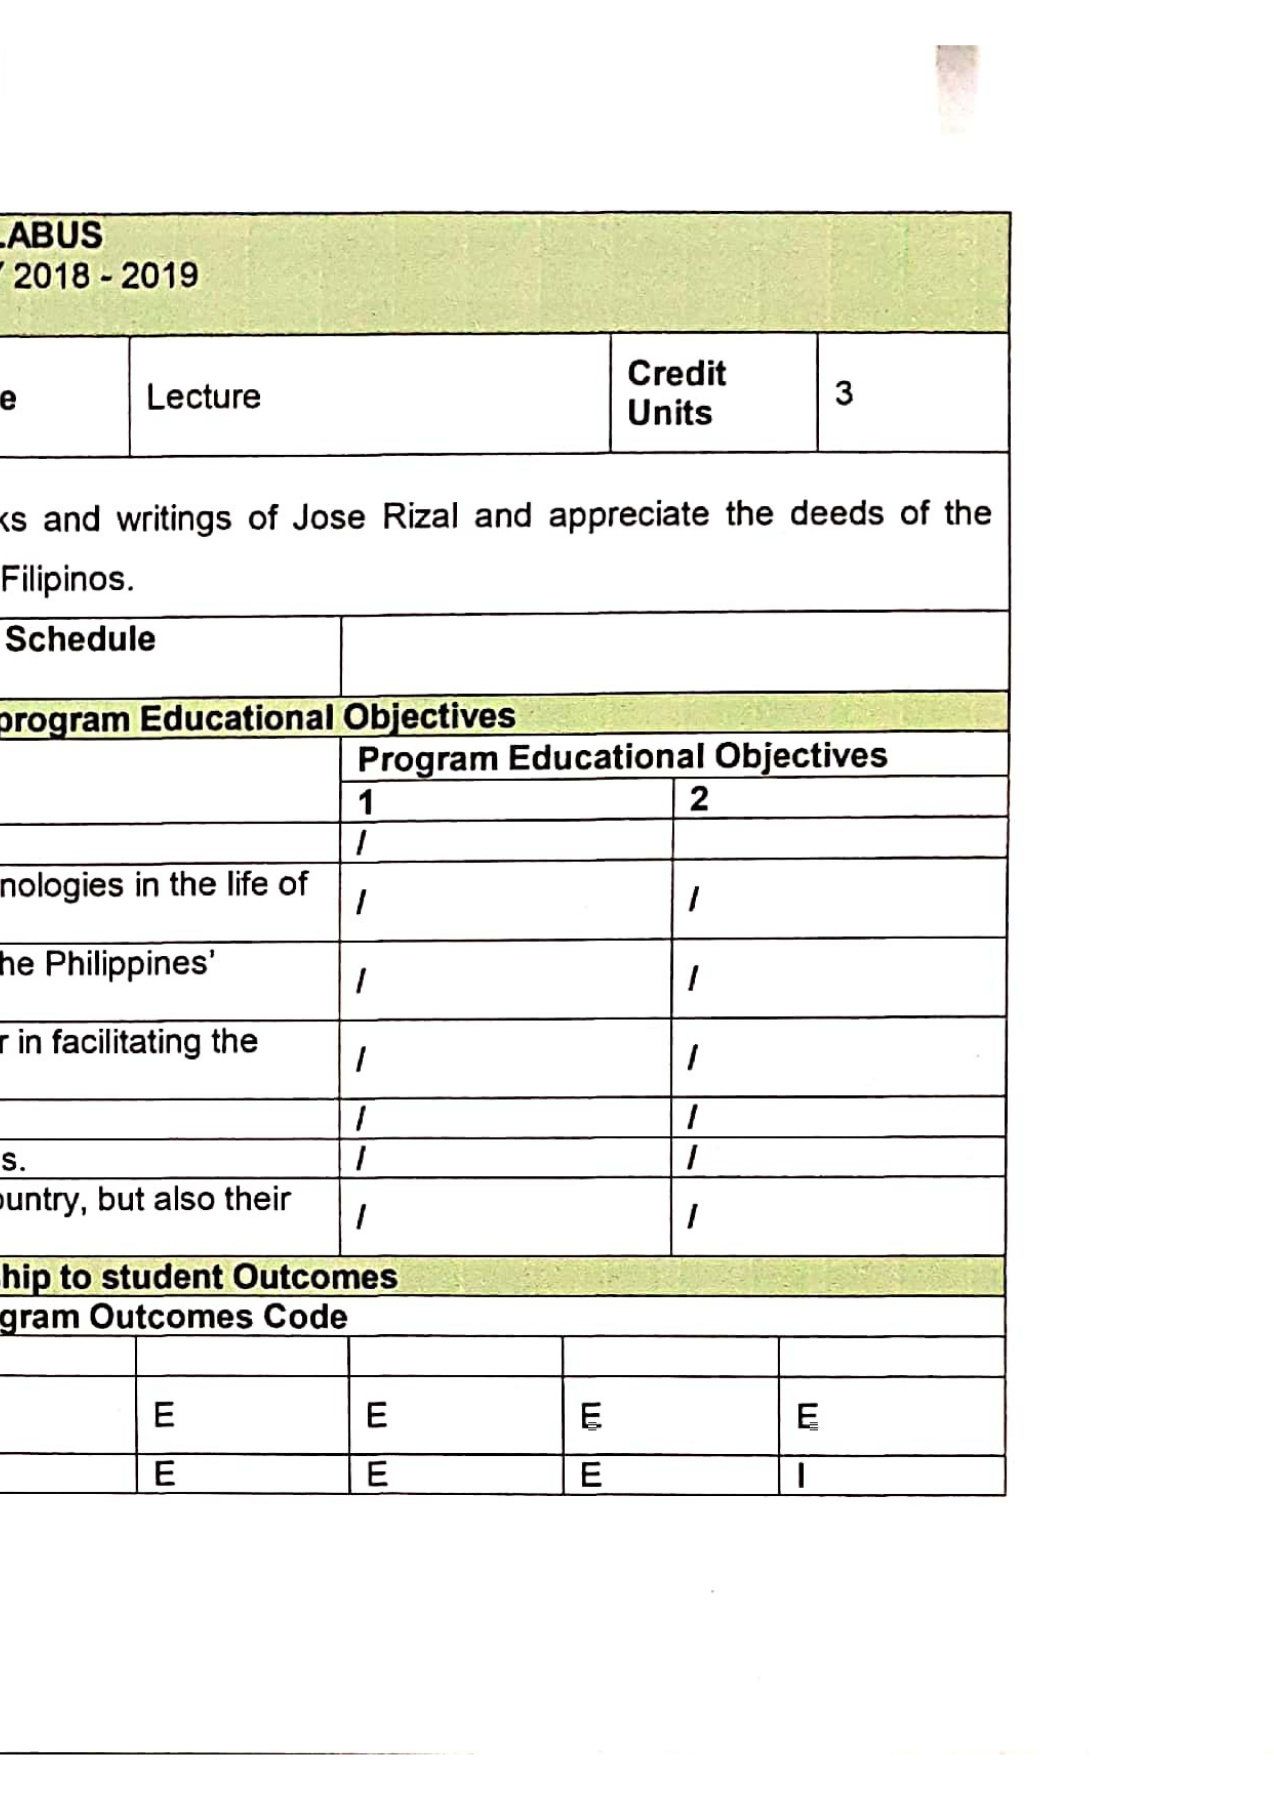 LABUS
Y 2018 - 2019
e Lecture Credit Units 3
ks and writings of Jose Rizal and appreciate the deeds of the
Filipinos.
Schedule
program Educational Objectives
Program Educational Objectives
1 2
/
nologies in the life of / /
he Philippines' / /
r in facilitating the / /
/ /
s. / /
ountry, but also their / /
hip to student Outcomes
gram Outcomes Code
E E E E
E E E I